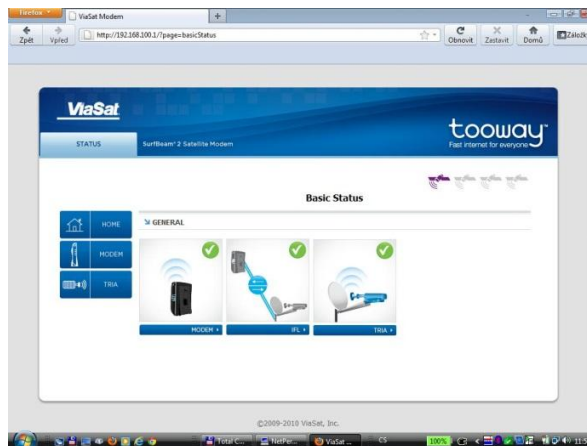 Firefox
ViaSat Modem
Zpět
Vpřed
http://192.168.100.1/?page=basicStatus
Obnovit
Zastavit
Domů
Záložk
ViaSat
tooway
Fast internet for everyone
STATUS
SurfBeam® 2 Satellite Modem
Basic Status
GENERAL
HOME
MODEM
TRIA
MODEM
IFL
TRIA
©2009-2010 ViaSat, Inc.
Total C...
NetPer...
ViaSat ...
CS
100%